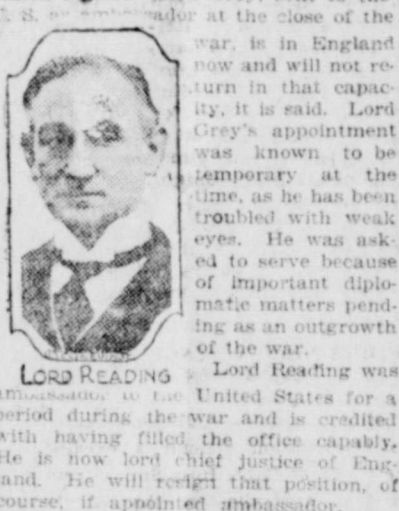 S. as ambassador at the close of the
war, is in England
now and will not re-
turn in that capac-
ity, it is said. Lord
Grey's appointment
was known to be
temporary at the
time, as he has been
troubled with weak
eyes. He was ask-
ed to serve because
of important diplo-
matic matters pend-
ing as an outgrowth
of the war.
LORD READING
Lord Reading was
ambassador to the United States for a
period during the war and is credited
with having filled the office capably.
He is now lord chief justice of Eng-
land. He will resign that position, of
course, if appointed ambassador.